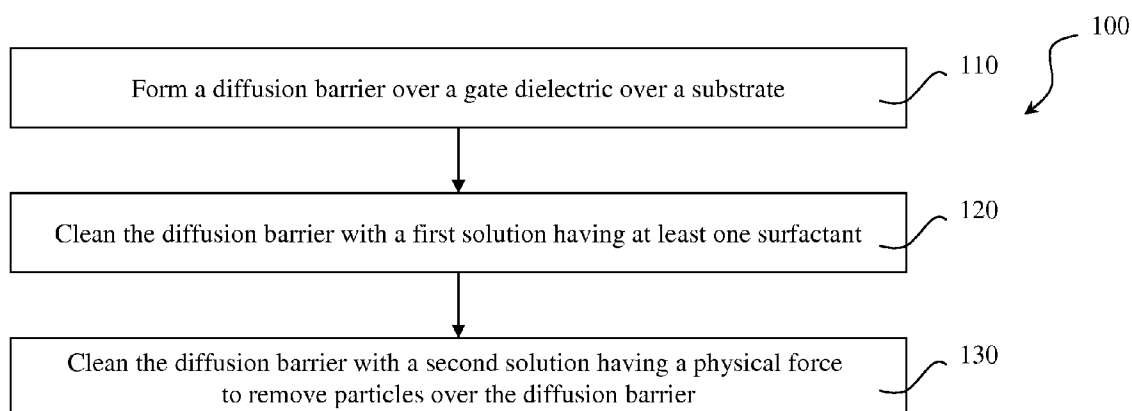 100
110
Form a diffusion barrier over a gate dielectric over a substrate
120
Clean the diffusion barrier with a first solution having at least one surfactant
130
Clean the diffusion barrier with a second solution having a physical force
to remove particles over the diffusion barrier